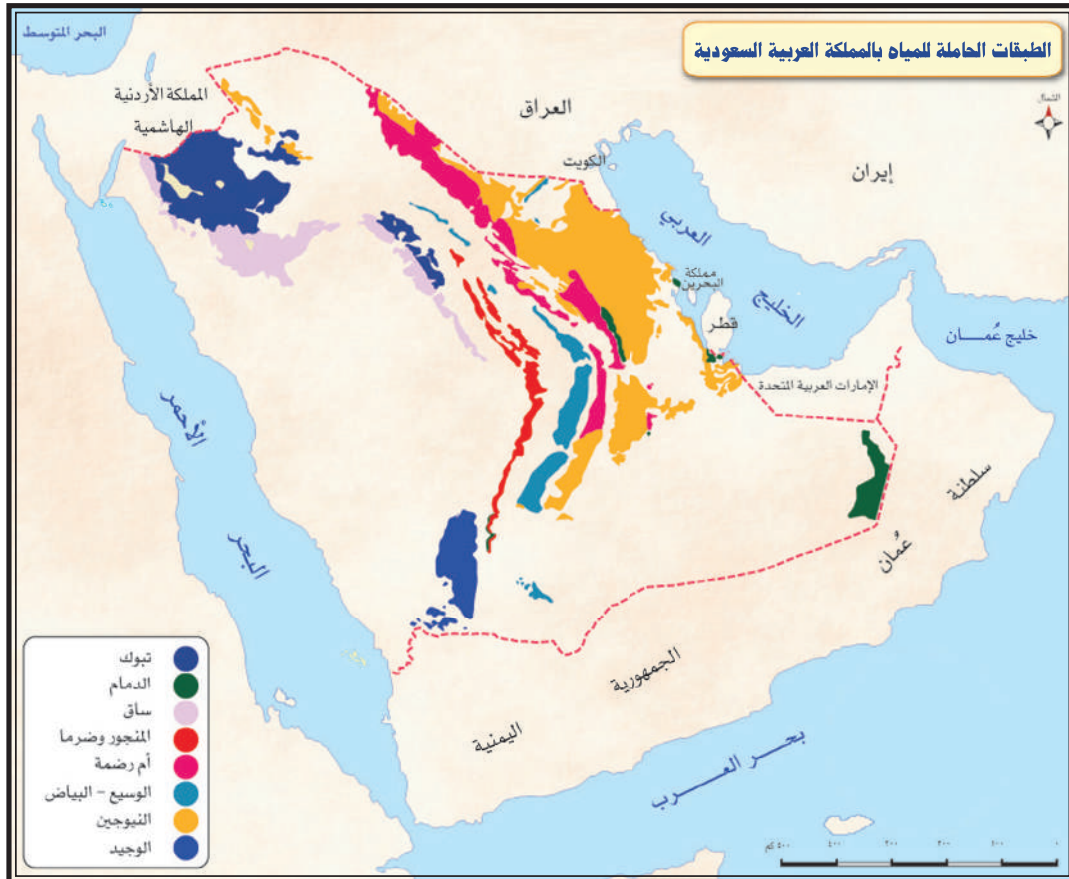 الطبقات الحاملة للمياه بالمملكة العربية السعودية
البحر المتوسط
الشمال
المملكة الأردنية
الهاشمية
العراق
الكويت
إيران
الخليج
العربي
مملكة
البحرين
قطر
خليج عُمـــان
الإمارات العربية المتحدة
سلطنة
عُمان
البحر
الأحمر
الجمهورية
اليمنية
بحر العرب
تبوك
الدمام
ساق
المنجور وضرما
أم رضمة
الوسيع - البياض
النيوجين
الوجيد